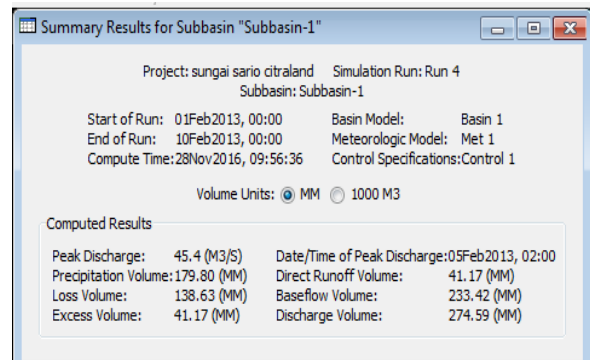 Summary Results for Subbasin "Subbasin-1"
Project: sungai sario citraland Simulation Run: Run 4
Subbasin: Subbasin-1
Start of Run: 01Feb2013, 00:00 Basin Model: Basin 1
End of Run: 10Feb2013, 00:00 Meteorologic Model: Met 1
Compute Time:28Nov2016, 09:56:36 Control Specifications:Control 1
Volume Units: MM 1000 M3
Computed Results
Peak Discharge: 45.4 (M3/S) Date/Time of Peak Discharge:05Feb2013, 02:00
Precipitation Volume:179.80 (MM) Direct Runoff Volume: 41.17 (MM)
Loss Volume: 138.63 (MM) Baseflow Volume: 233.42 (MM)
Excess Volume: 41.17 (MM) Discharge Volume: 274.59 (MM)